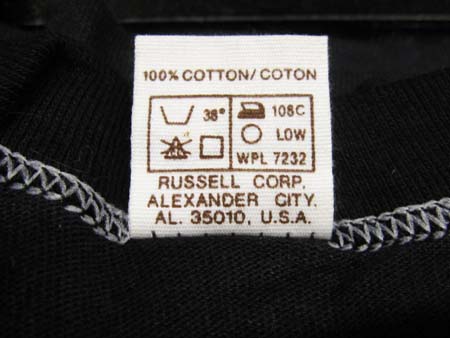 100% COTTON/COTON
38° 108C
LOW
WPL 7232
RUSSELL CORP.
ALEXANDER CITY.
AL. 35010, U.S.A.